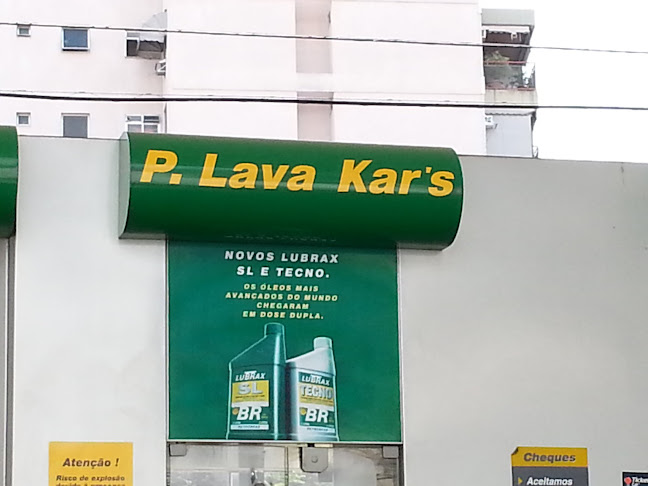 P. Lava Kar's
NOVOS LUBRAX
SL E TECNO.
OS ÓLEOS MAIS
AVANÇADOS DO MUNDO
CHEGARAM
EM DOSE DUPLA.
LUBRAX
SL
BR
LUBRAX
TECNO
BR
Atenção !
Risco de explosão
Cheques
Aceitamos